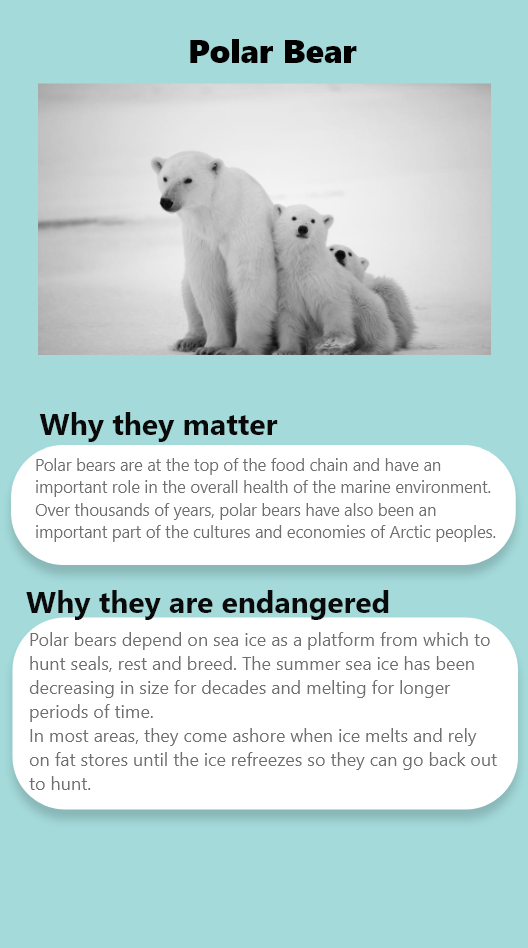 Polar Bear
Why they matter
Polar bears are at the top of the food chain and have an
important role in the overall health of the marine environment.
Over thousands of years, polar bears have also been an
important part of the cultures and economies of Arctic peoples.
Why they are endangered
Polar bears depend on sea ice as a platform from which to
hunt seals, rest and breed. The summer sea ice has been
decreasing in size for decades and melting for longer
periods of time.
In most areas, they come ashore when ice melts and rely
on fat stores until the ice refreezes so they can go back out
to hunt.